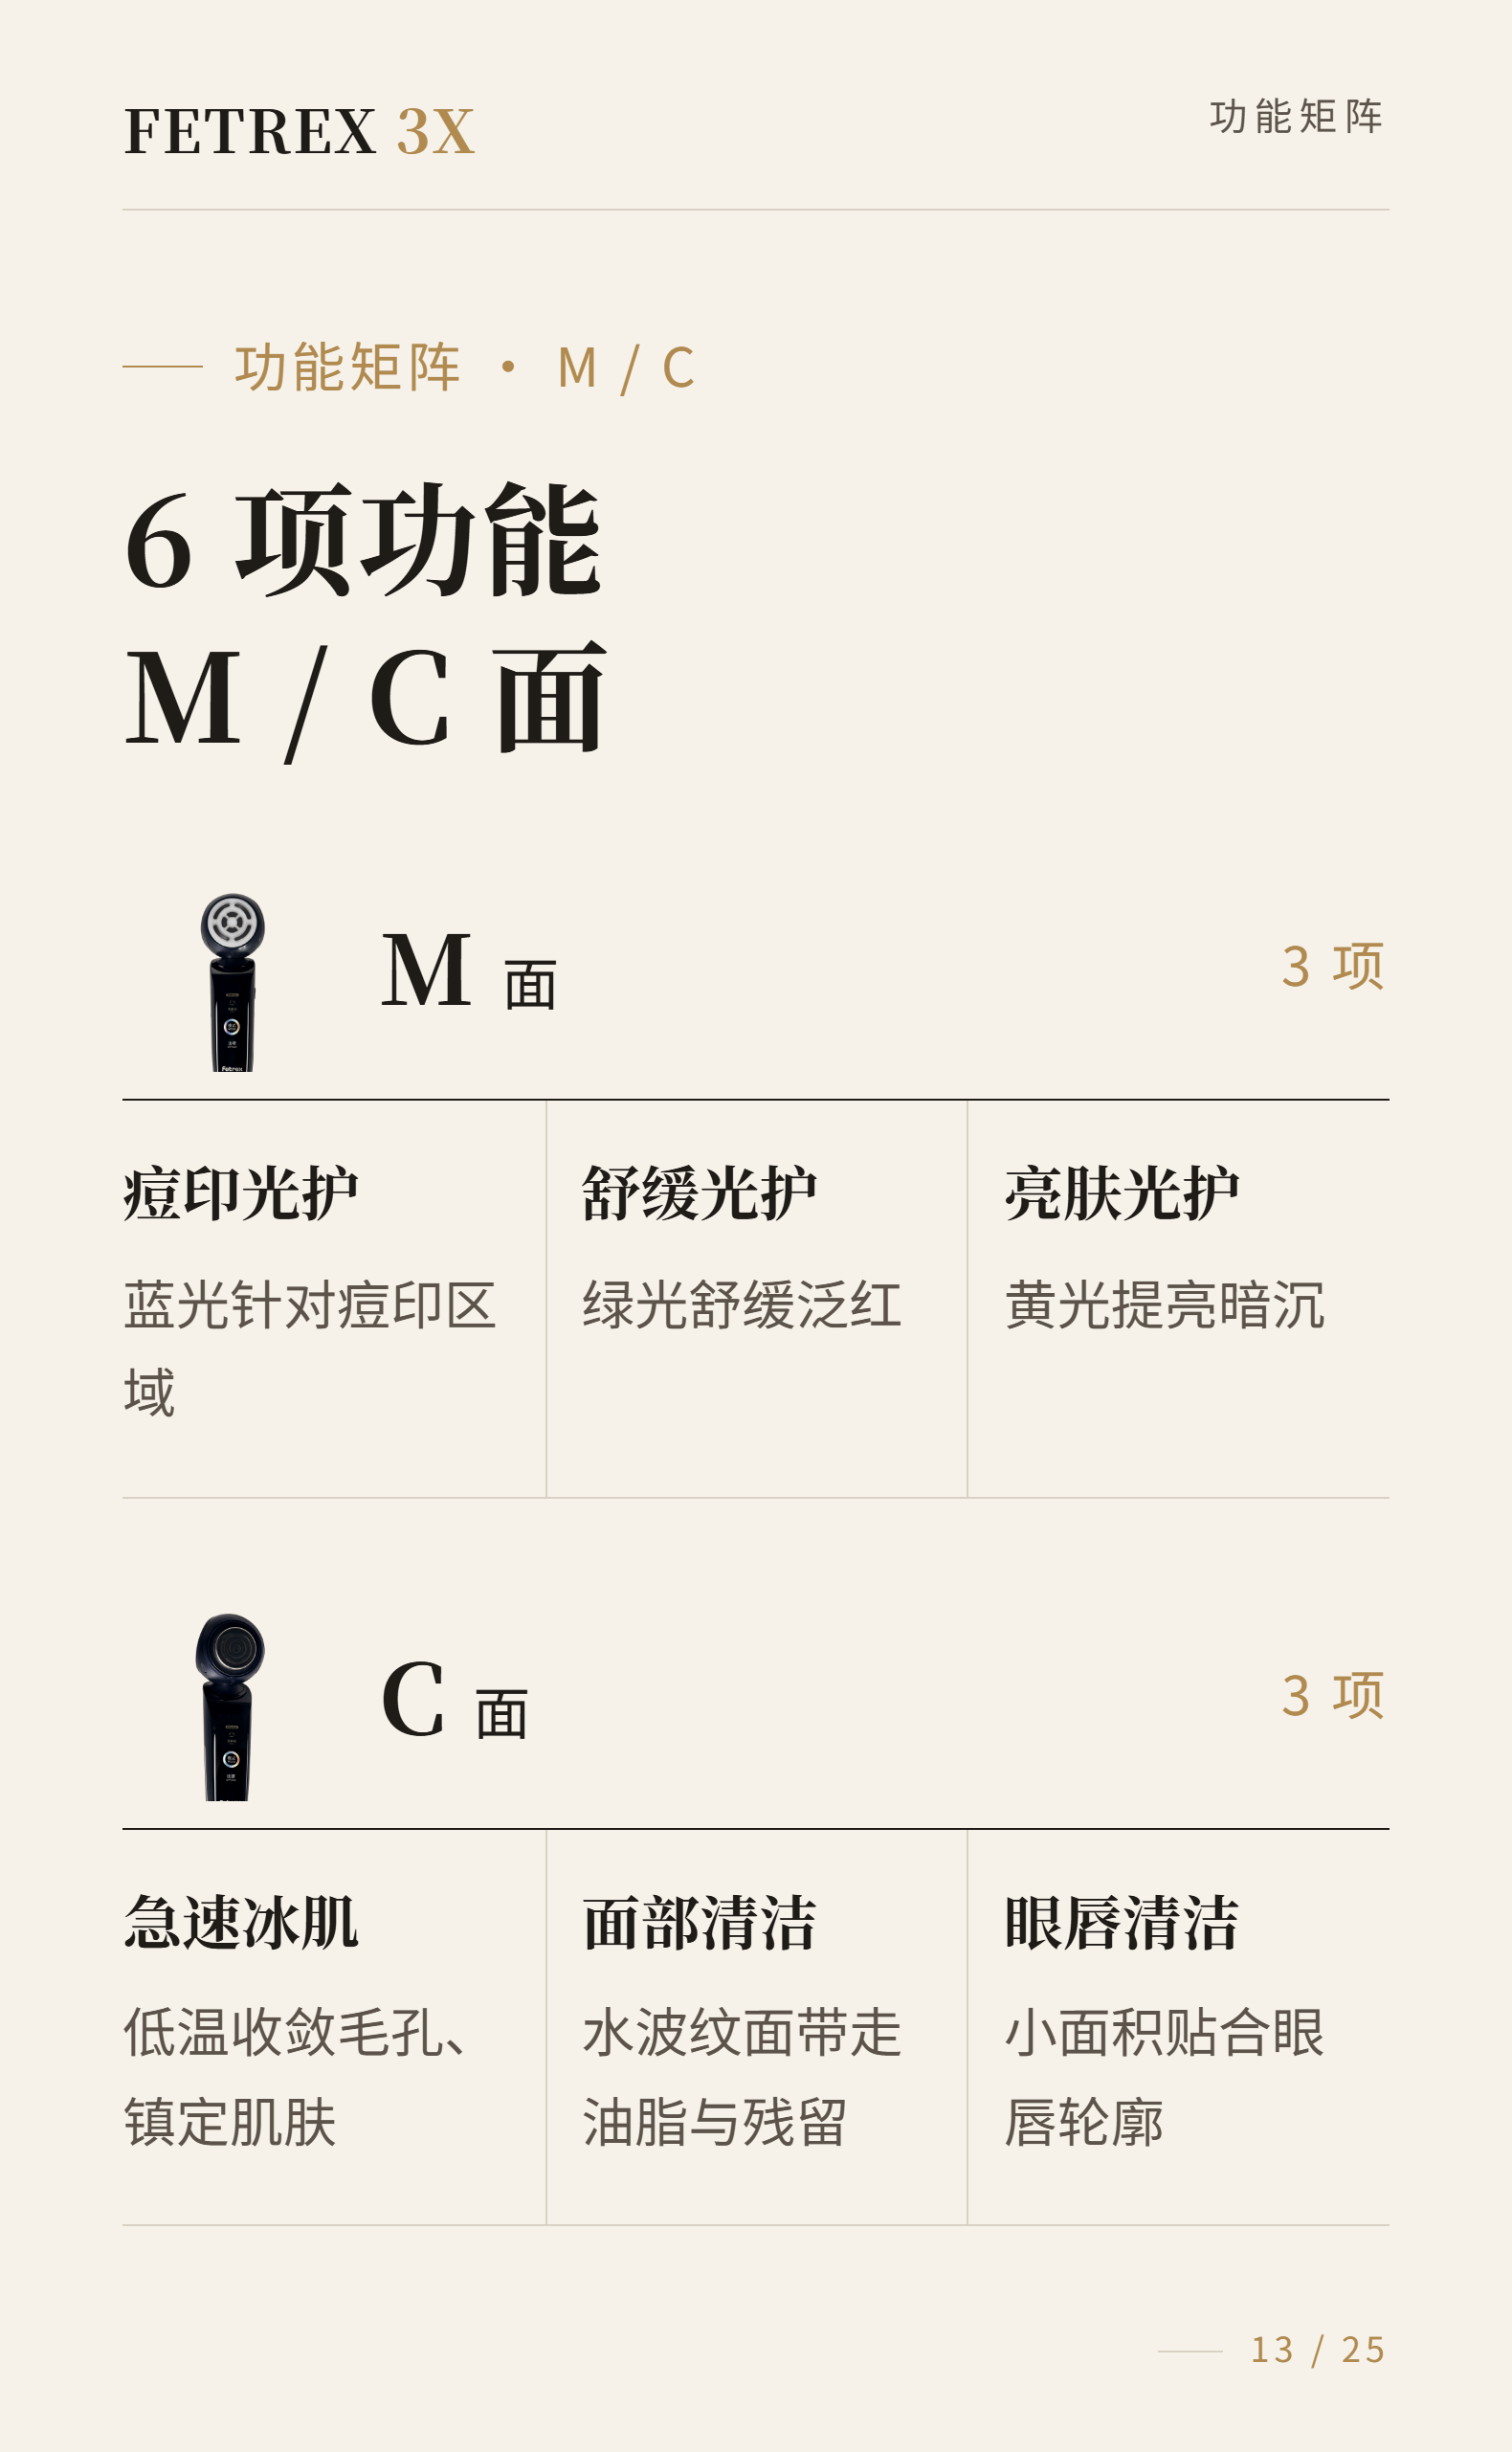 FETREX 3X
功能矩阵
功能矩阵 · M / C
6 项功能
M / C 面
M 面
3 项
fetrex
痘印光护
舒缓光护
亮肤光护
蓝光针对痘印区
域
绿光舒缓泛红
黄光提亮暗沉
C 面
3 项
急速冰肌
面部清洁
眼唇清洁
低温收敛毛孔、
镇定肌肤
水波纹面带走
油脂与残留
小面积贴合眼
唇轮廓
13 / 25